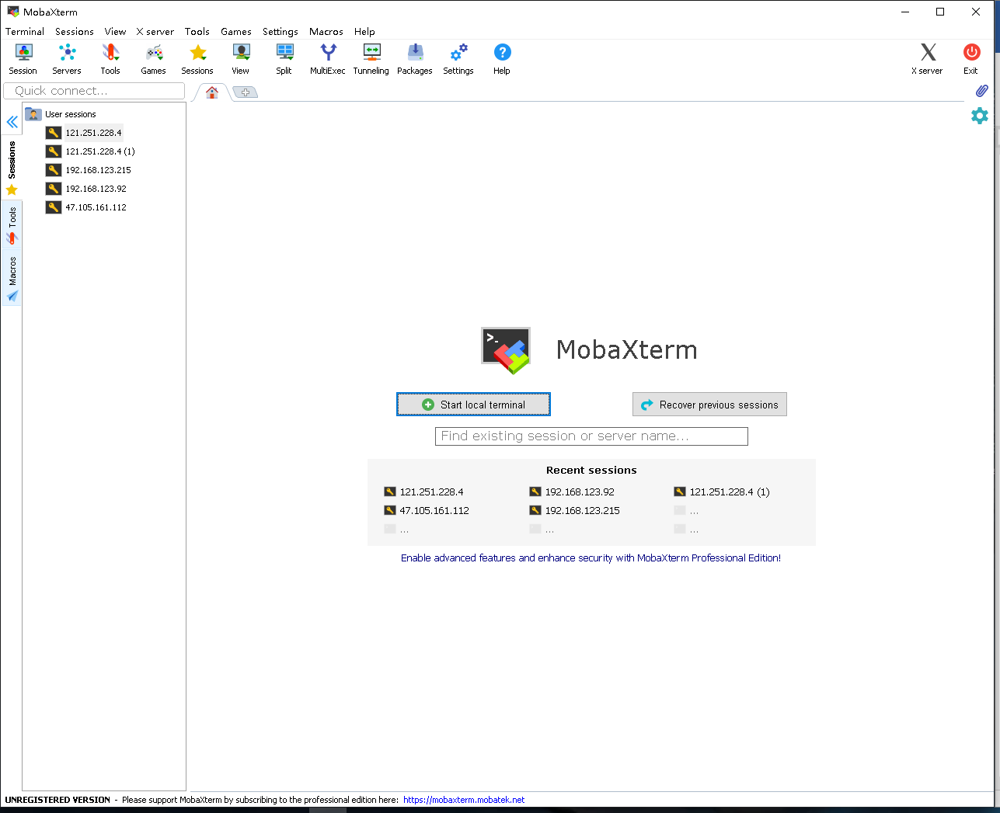 MobaXterm
Terminal Sessions View X server Tools Games Settings Macros Help
Session Servers Tools Games Sessions View Split MultiExec Tunneling Packages Settings Help X server Exit
Quick connect...
User sessions
121.251.228.4
121.251.228.4 (1)
192.168.123.215
192.168.123.92
47.105.161.112
Sessions
Tools
Macros
>_
MobaXterm
Start local terminal Recover previous sessions
Find existing session or server name...
Recent sessions
121.251.228.4 192.168.123.92 121.251.228.4 (1)
47.105.161.112 192.168.123.215 ...
... ... ...
Enable advanced features and enhance security with MobaXterm Professional Edition!
UNREGISTERED VERSION - Please support MobaXterm by subscribing to the professional edition here: https://mobaxterm.mobatek.net